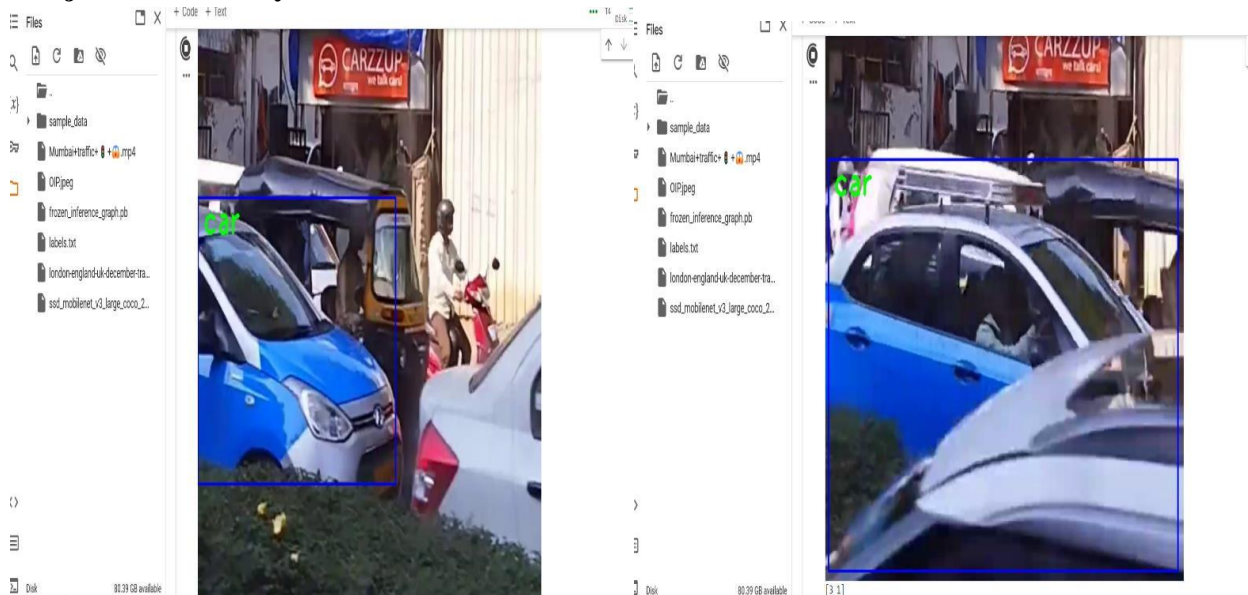 Files
+ Code + Text
T4
Disk
..
sample_data
Mumbai+traffic+🚦+😱.mp4
OIP.jpeg
frozen_inference_graph.pb
labels.txt
london-england-uk-december-tra...
ssd_mobilenet_v3_large_coco_2...
Disk
80.39 GB available
CARZZUP
we talk cars!
car
Files
..
sample_data
Mumbai+traffic+🚦+😱.mp4
OIP.jpeg
frozen_inference_graph.pb
labels.txt
london-england-uk-december-tra...
ssd_mobilenet_v3_large_coco_2...
Disk
80.39 GB available
CARZZUP
we talk cars!
car
[3 1]